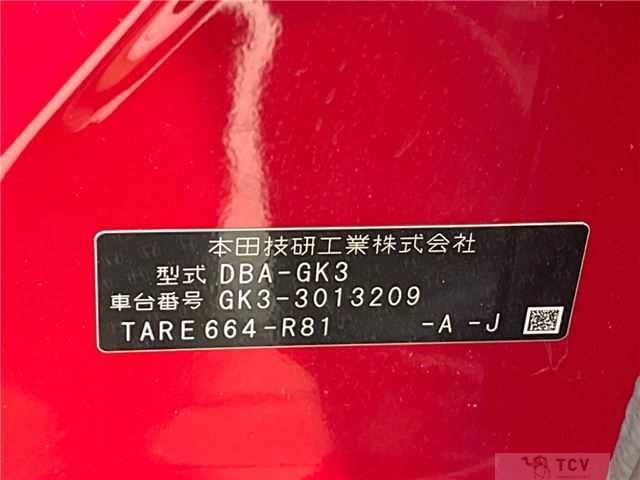 本田技研工業株式会社
型式 DBA-GK3
車台番号 GK3-3013209
TARE664-R81 -A -J
TCV